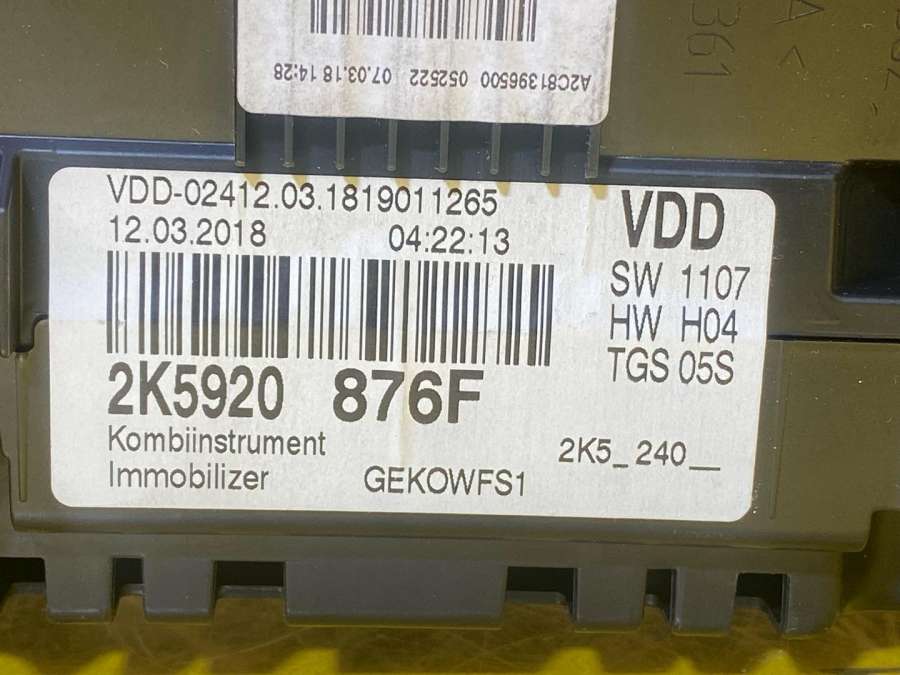 A2C81396500 052522 07.03.18 14:28
361
VDD-02412.03.1819011265
12.03.2018 04:22:13
VDD
SW 1107
HW H04
TGS 05S
2K5920 876F
Kombiinstrument
2K5_240__
Immobilizer GEKOWFS1